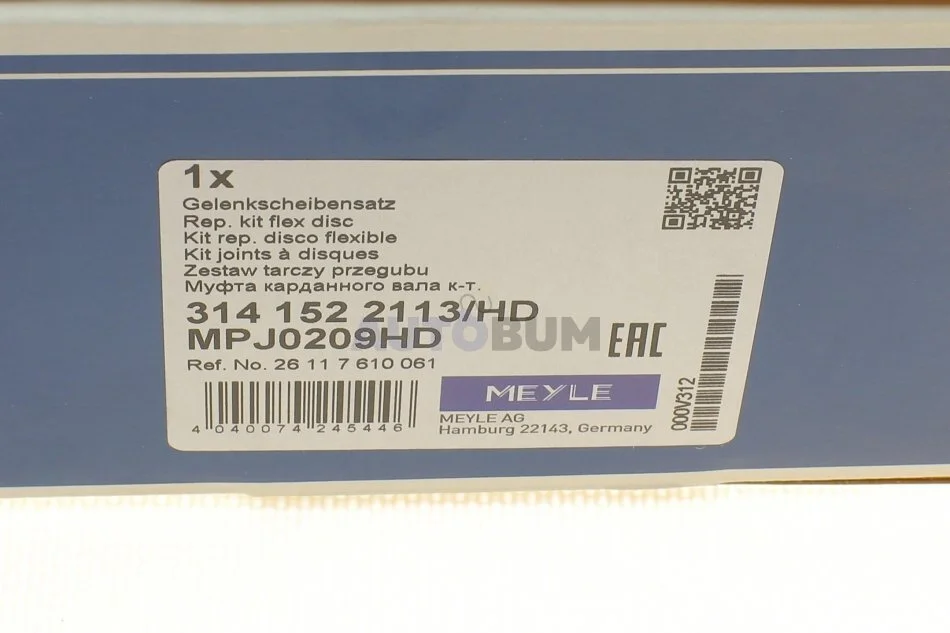 1x
Gelenkscheibensatz
Rep. kit flex disc
Kit rep. disco flexible
Kit joints à disques
Zestaw tarczy przegubu
Муфта карданного вала к-т.
314 152 2113/HD
MPJ0209HD
AUTOBUM
EAC
Ref. No. 26 11 7 610 061
MEYLE
4 040074 245446
MEYLE AG
Hamburg 22143, Germany
000V312